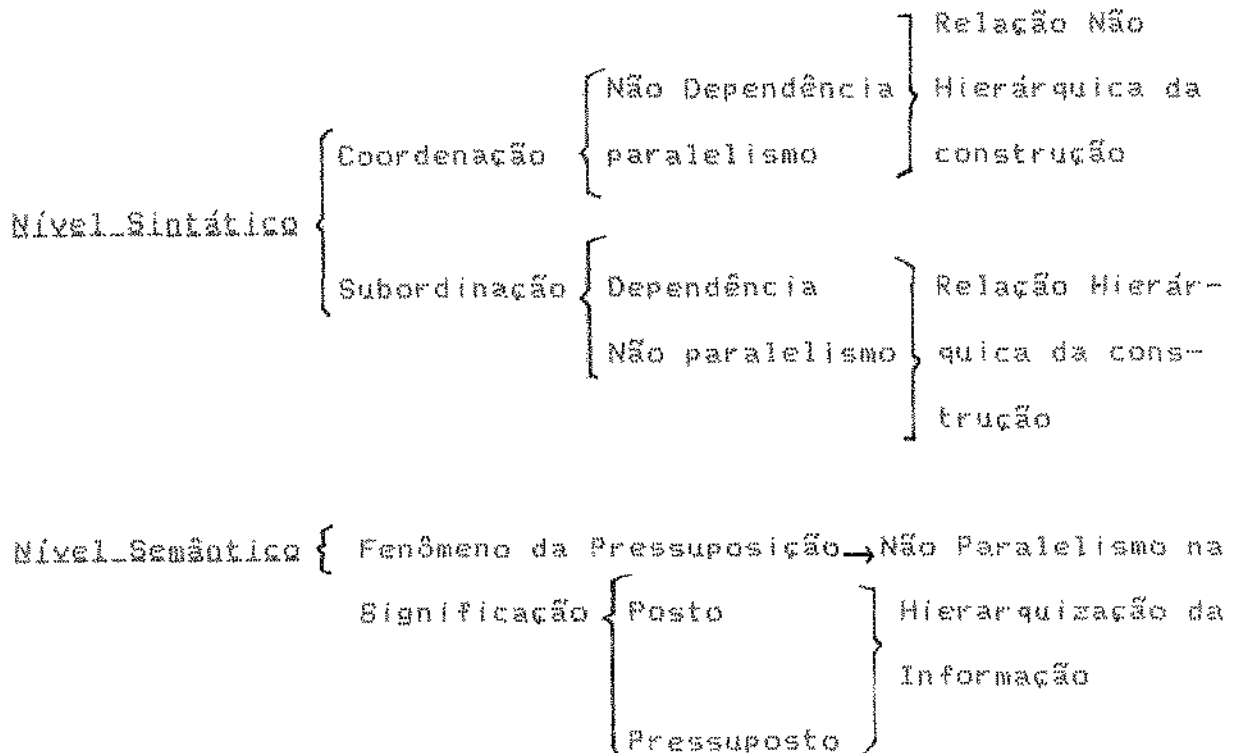 Relação Não
Não Dependência Hierárquica da
Coordenação paralelismo construção
Nível Sintático
Subordinação Dependência Relação Hierár-
Não paralelismo quica da cons-
trução
Nível Semântico Fenômeno da Pressuposição→Não Paralelismo na
Significação Posto Hierarquização da
Informação
Pressuposto